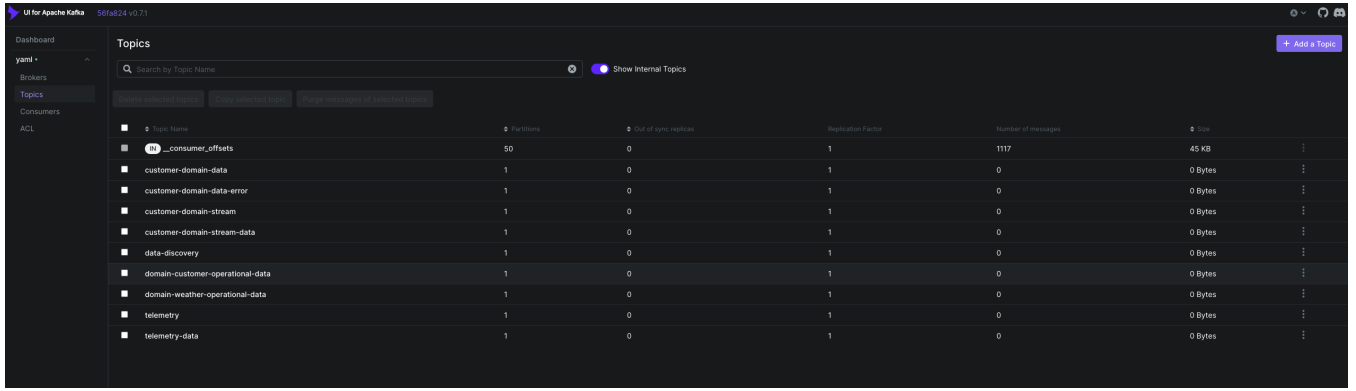 UI for Apache Kafka 56fa824 v0.7.1
Dashboard
yaml
Brokers
Topics
Consumers
ACL
Topics
+ Add a Topic
Search by Topic Name
Show Internal Topics
Delete selected topics Copy selected topic Purge messages of selected topics
Topic Name Partitions Out of sync replicas Replication Factor Number of messages Size
IN __consumer_offsets 50 0 1 1117 45 KB
customer-domain-data 1 0 1 0 0 Bytes
customer-domain-data-error 1 0 1 0 0 Bytes
customer-domain-stream 1 0 1 0 0 Bytes
customer-domain-stream-data 1 0 1 0 0 Bytes
data-discovery 1 0 1 0 0 Bytes
domain-customer-operational-data 1 0 1 0 0 Bytes
domain-weather-operational-data 1 0 1 0 0 Bytes
telemetry 1 0 1 0 0 Bytes
telemetry-data 1 0 1 0 0 Bytes